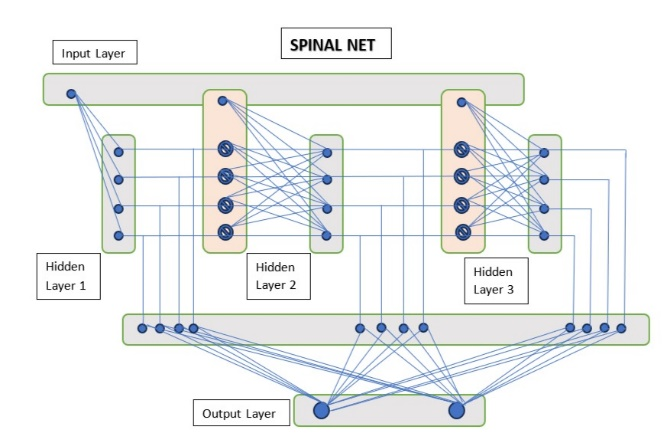 SPINAL NET
Input Layer
Hidden
Layer 1
Hidden
Layer 2
Hidden
Layer 3
Output Layer